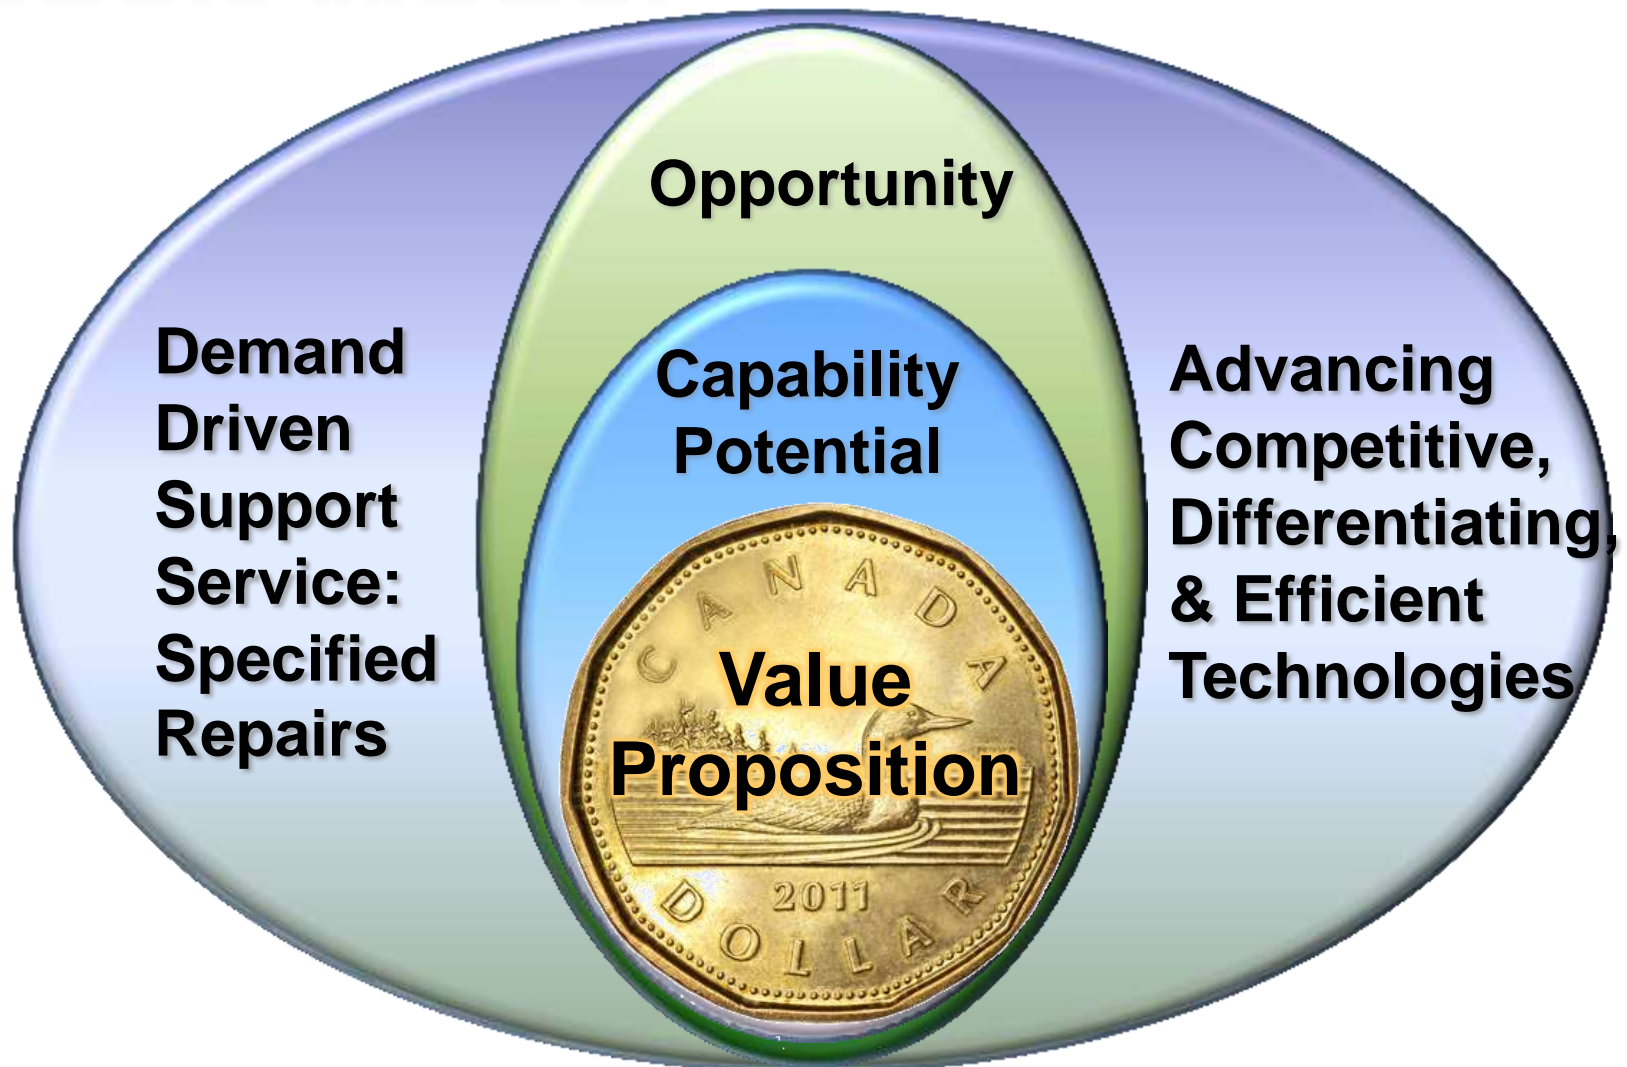 Opportunity
Demand
Driven
Support
Service:
Specified
Repairs
Capability
Potential
Advancing
Competitive,
Differentiating,
& Efficient
Technologies
CANADA
Value
Proposition
2011
DOLLAR